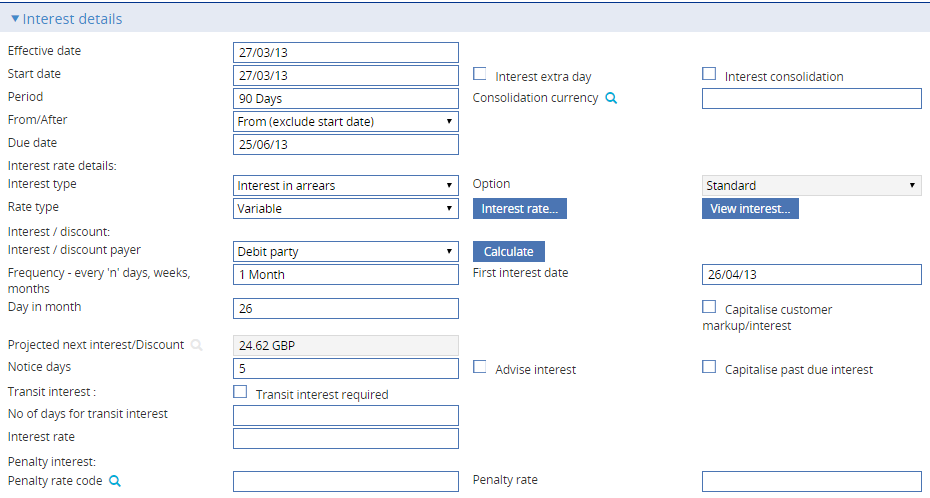 Interest details
Effective date 27/03/13
Start date 27/03/13 Interest extra day Interest consolidation
Period 90 Days Consolidation currency
From/After From (exclude start date)
Due date 25/06/13
Interest rate details:
Interest type Interest in arrears Option Standard
Rate type Variable Interest rate... View interest...
Interest / discount:
Interest / discount payer Debit party Calculate
Frequency - every 'n' days, weeks, 1 Month First interest date 26/04/13
months
Day in month 26 Capitalise customer
markup/interest
Projected next interest/Discount 24.62 GBP
Notice days 5 Advise interest Capitalise past due interest
Transit interest : Transit interest required
No of days for transit interest
Interest rate
Penalty interest:
Penalty rate code Penalty rate